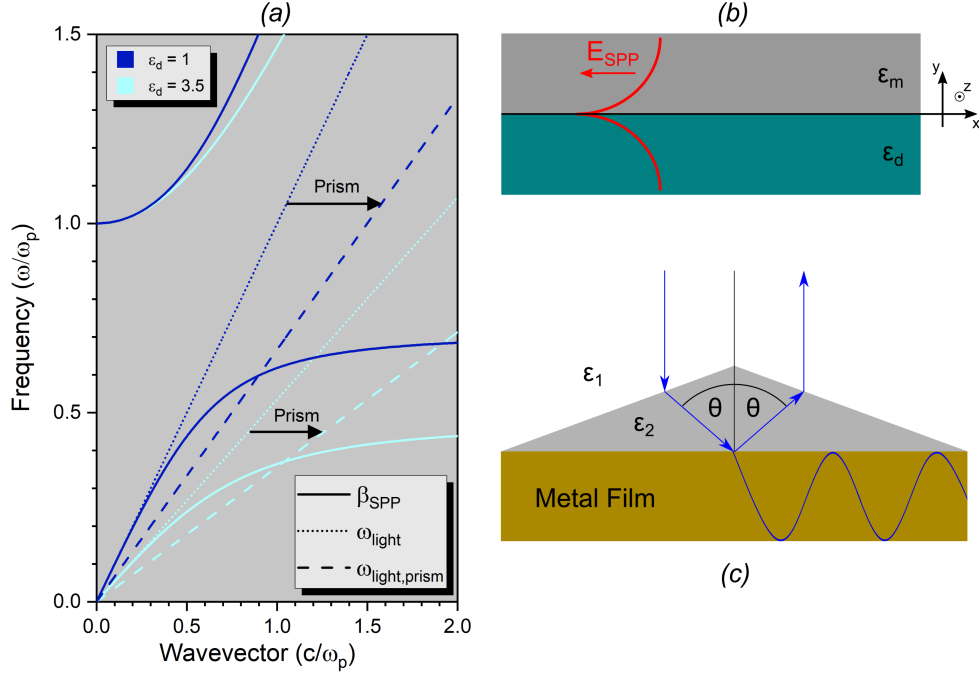 (a)
1.5
1.0
0.5
0.0
Frequency (ω/ωp)
ε_d = 1
ε_d = 3.5
Prism
Prism
β_SPP
ω_light
ω_light,prism
0.0 0.5 1.0 1.5 2.0
Wavevector (c/ω_p)
(b)
E_SPP
ε_m
ε_d
y
z
x
ε_1
ε_2
θ θ
Metal Film
(c)